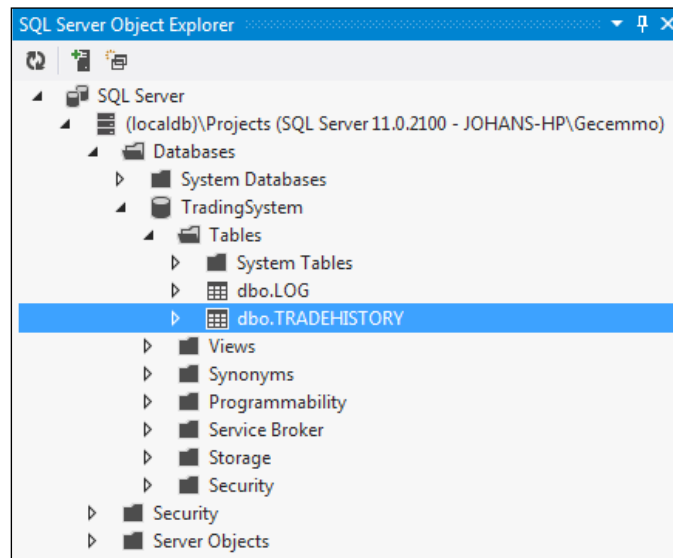 SQL Server Object Explorer
SQL Server
(localdb)\Projects (SQL Server 11.0.2100 - JOHANS-HP\Gecemmo)
Databases
System Databases
TradingSystem
Tables
System Tables
dbo.LOG
dbo.TRADEHISTORY
Views
Synonyms
Programmability
Service Broker
Storage
Security
Security
Server Objects